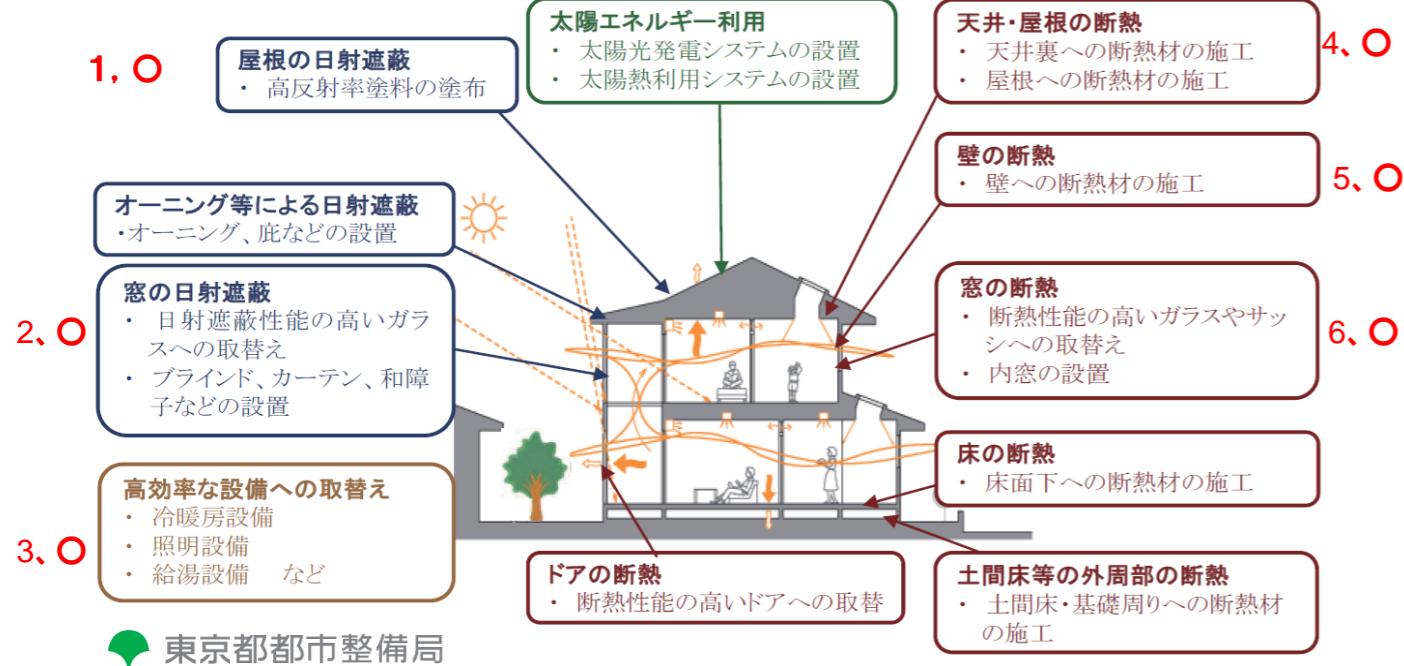 1, ○
屋根の日射遮蔽
・ 高反射率塗料の塗布
太陽エネルギー利用
・ 太陽光発電システムの設置
・ 太陽熱利用システムの設置
天井・屋根の断熱
・ 天井裏への断熱材の施工
・ 屋根への断熱材の施工
4、○
壁の断熱
・ 壁への断熱材の施工
5、○
オーニング等による日射遮蔽
・オーニング、庇などの設置
2、○
窓の日射遮蔽
・ 日射遮蔽性能の高いガラ
スへの取替え
・ ブラインド、カーテン、和障
子などの設置
窓の断熱
・ 断熱性能の高いガラスやサッ
シへの取替え
・ 内窓の設置
6、○
3、○
高効率な設備への取替え
・ 冷暖房設備
・ 照明設備
・ 給湯設備 など
床の断熱
・ 床面下への断熱材の施工
ドアの断熱
・ 断熱性能の高いドアへの取替
土間床等の外周部の断熱
・ 土間床・基礎周りへの断熱材
の施工
東京都都市整備局